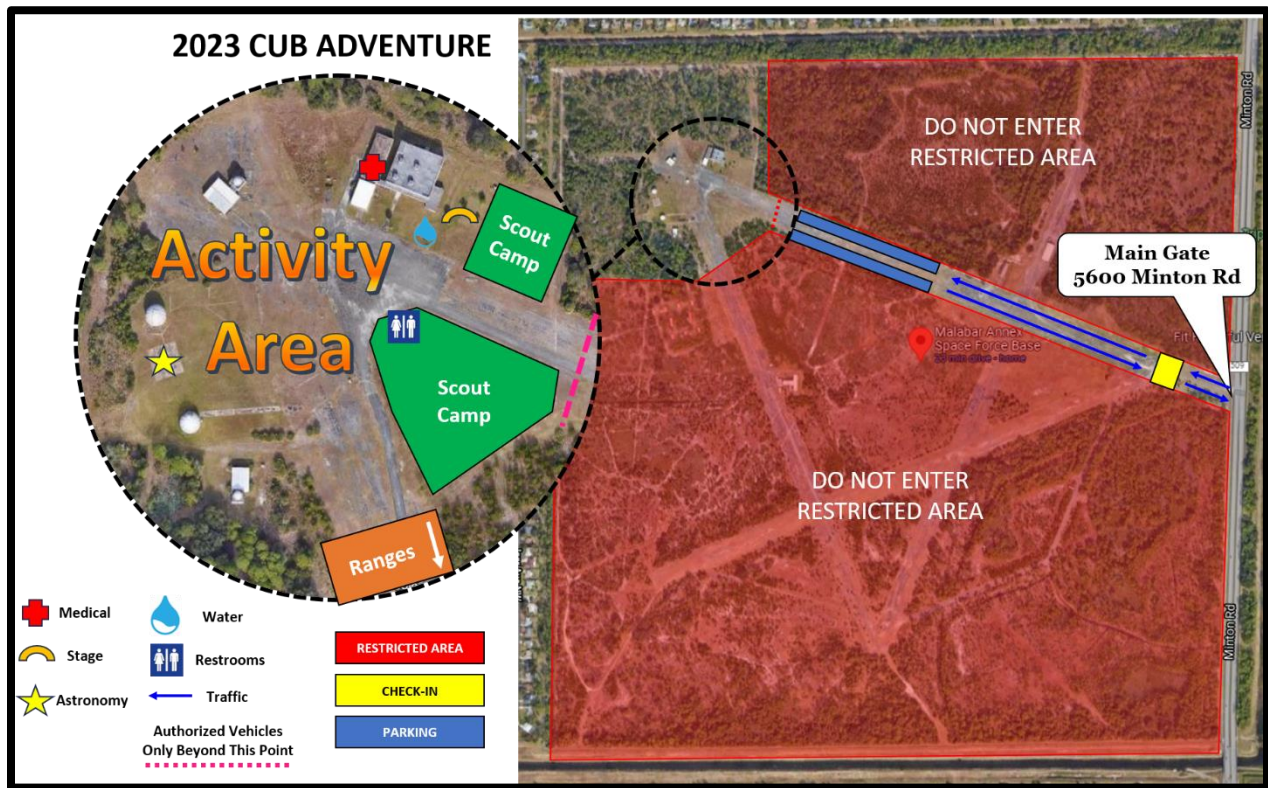 2023 CUB ADVENTURE
Activity
Area
Scout
Camp
Scout
Camp
Ranges
Medical
Stage
Astronomy
Water
Restrooms
Traffic
Authorized Vehicles
Only Beyond This Point
RESTRICTED AREA
CHECK-IN
PARKING
DO NOT ENTER
RESTRICTED AREA
Minton Rd
Main Gate
5600 Minton Rd
Malabar Annex
Space Force Base
DO NOT ENTER
RESTRICTED AREA
Minton Rd